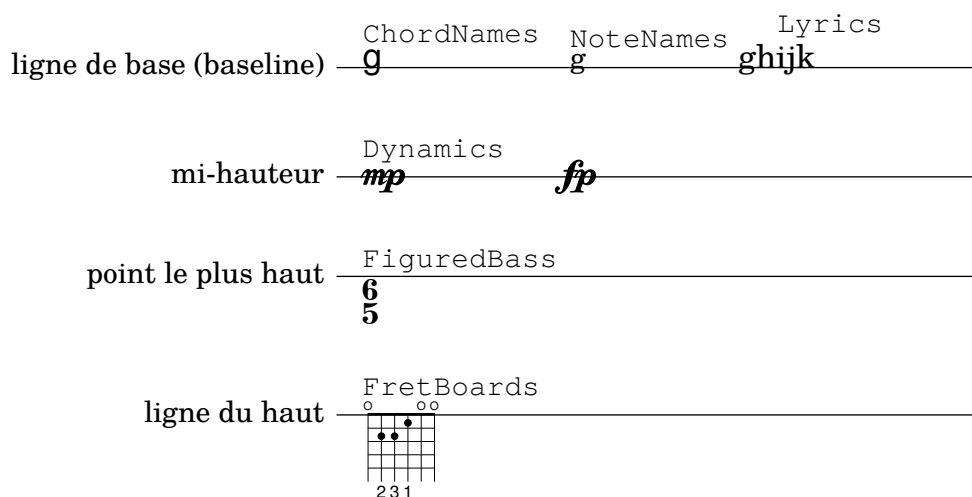 ChordNames NoteNames Lyrics
ligne de base (baseline) g g ghijk
Dynamics
mi-hauteur mp fp
FiguredBass
point le plus haut
6
5
FretBoards
o oo
ligne du haut
231